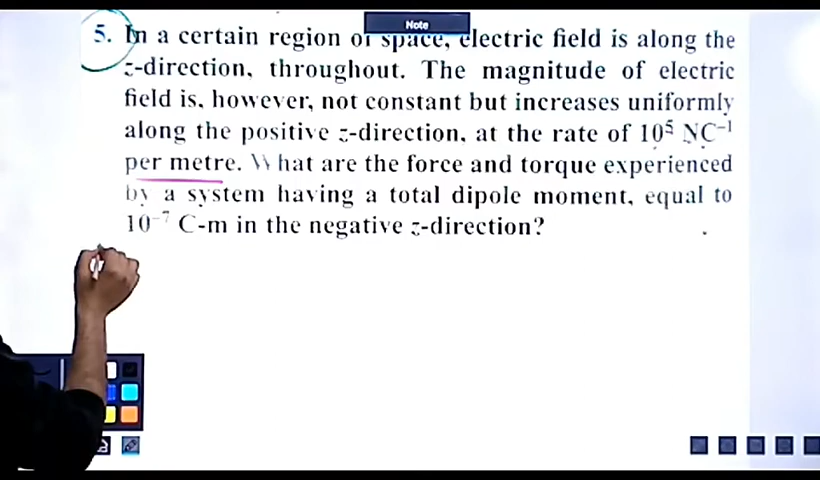 Note
5. In a certain region of space, electric field is along the
z-direction, throughout. The magnitude of electric
field is, however, not constant but increases uniformly
along the positive z-direction, at the rate of 10⁵ NC⁻¹
per metre. What are the force and torque experienced
by a system having a total dipole moment, equal to
10⁻⁷ C-m in the negative z-direction?